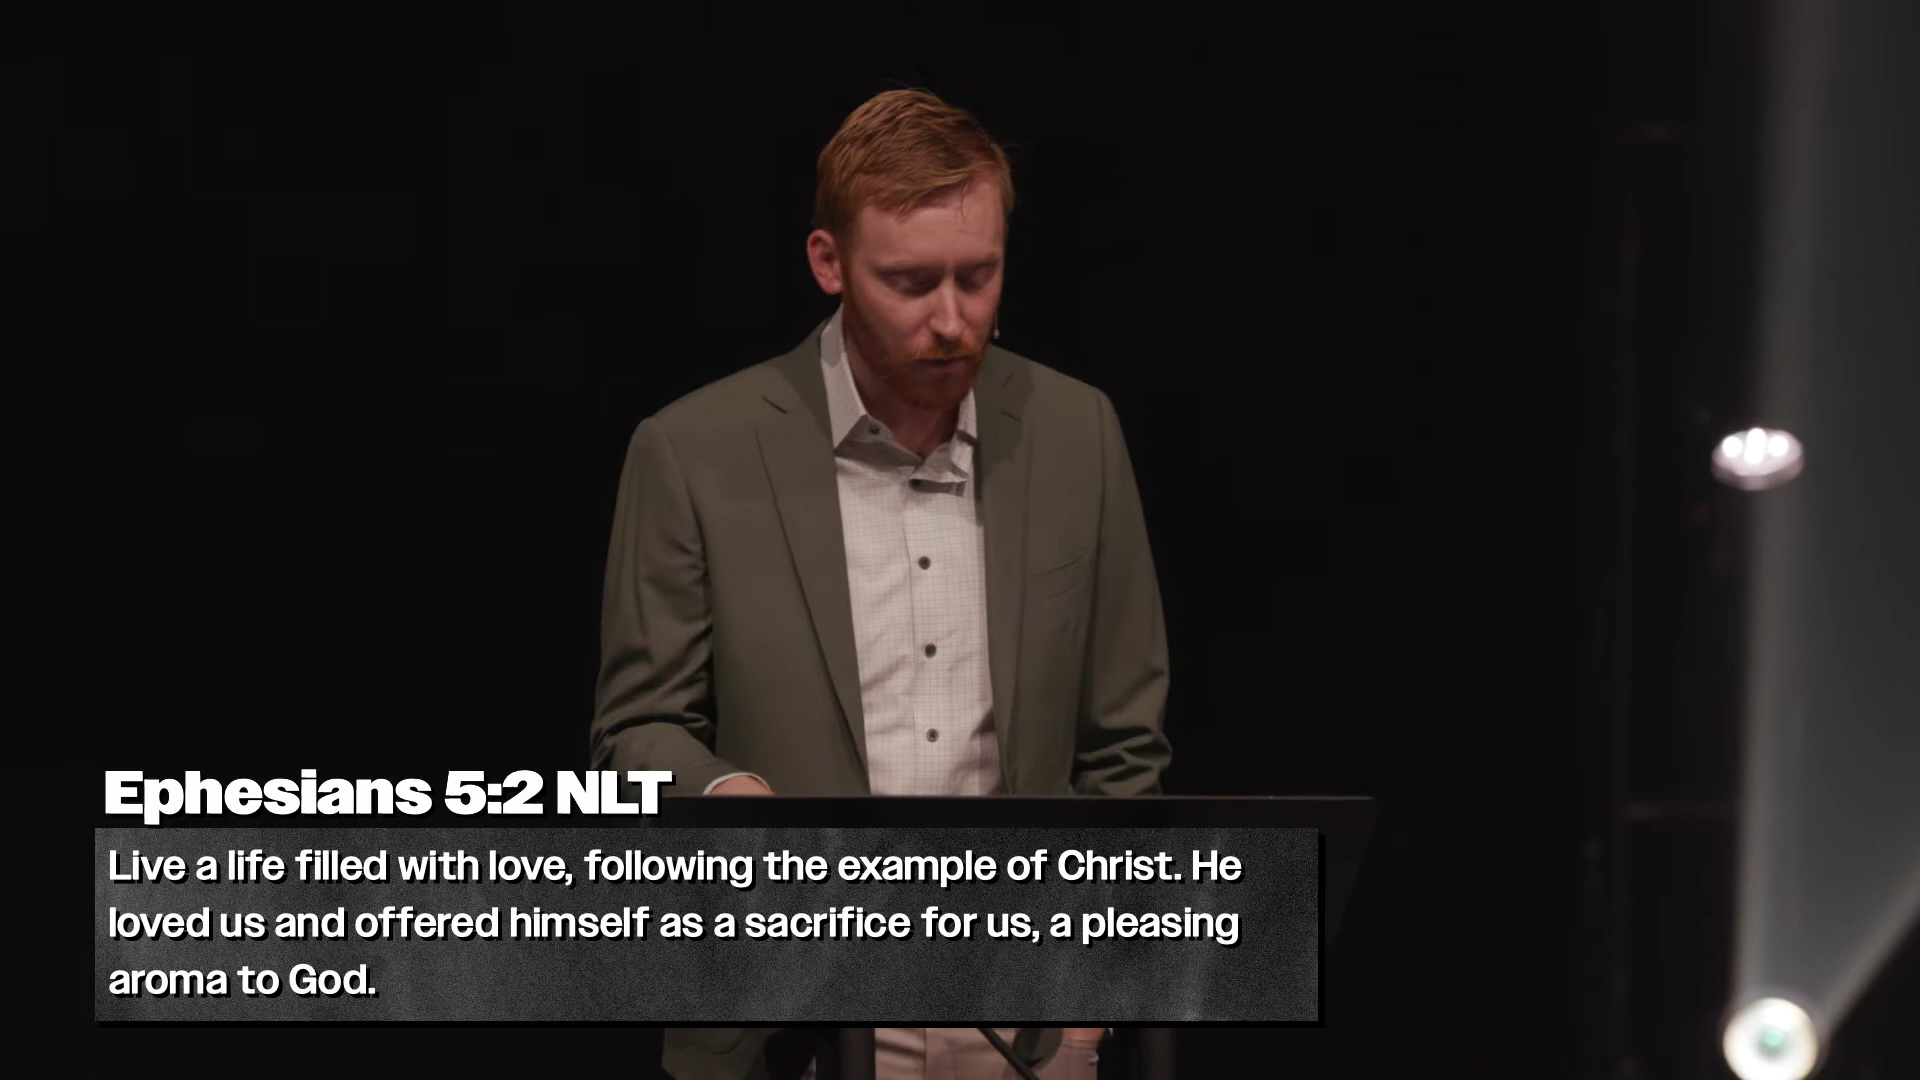 Ephesians 5:2 NLT
Live a life filled with love, following the example of Christ. He
loved us and offered himself as a sacrifice for us, a pleasing
aroma to God.